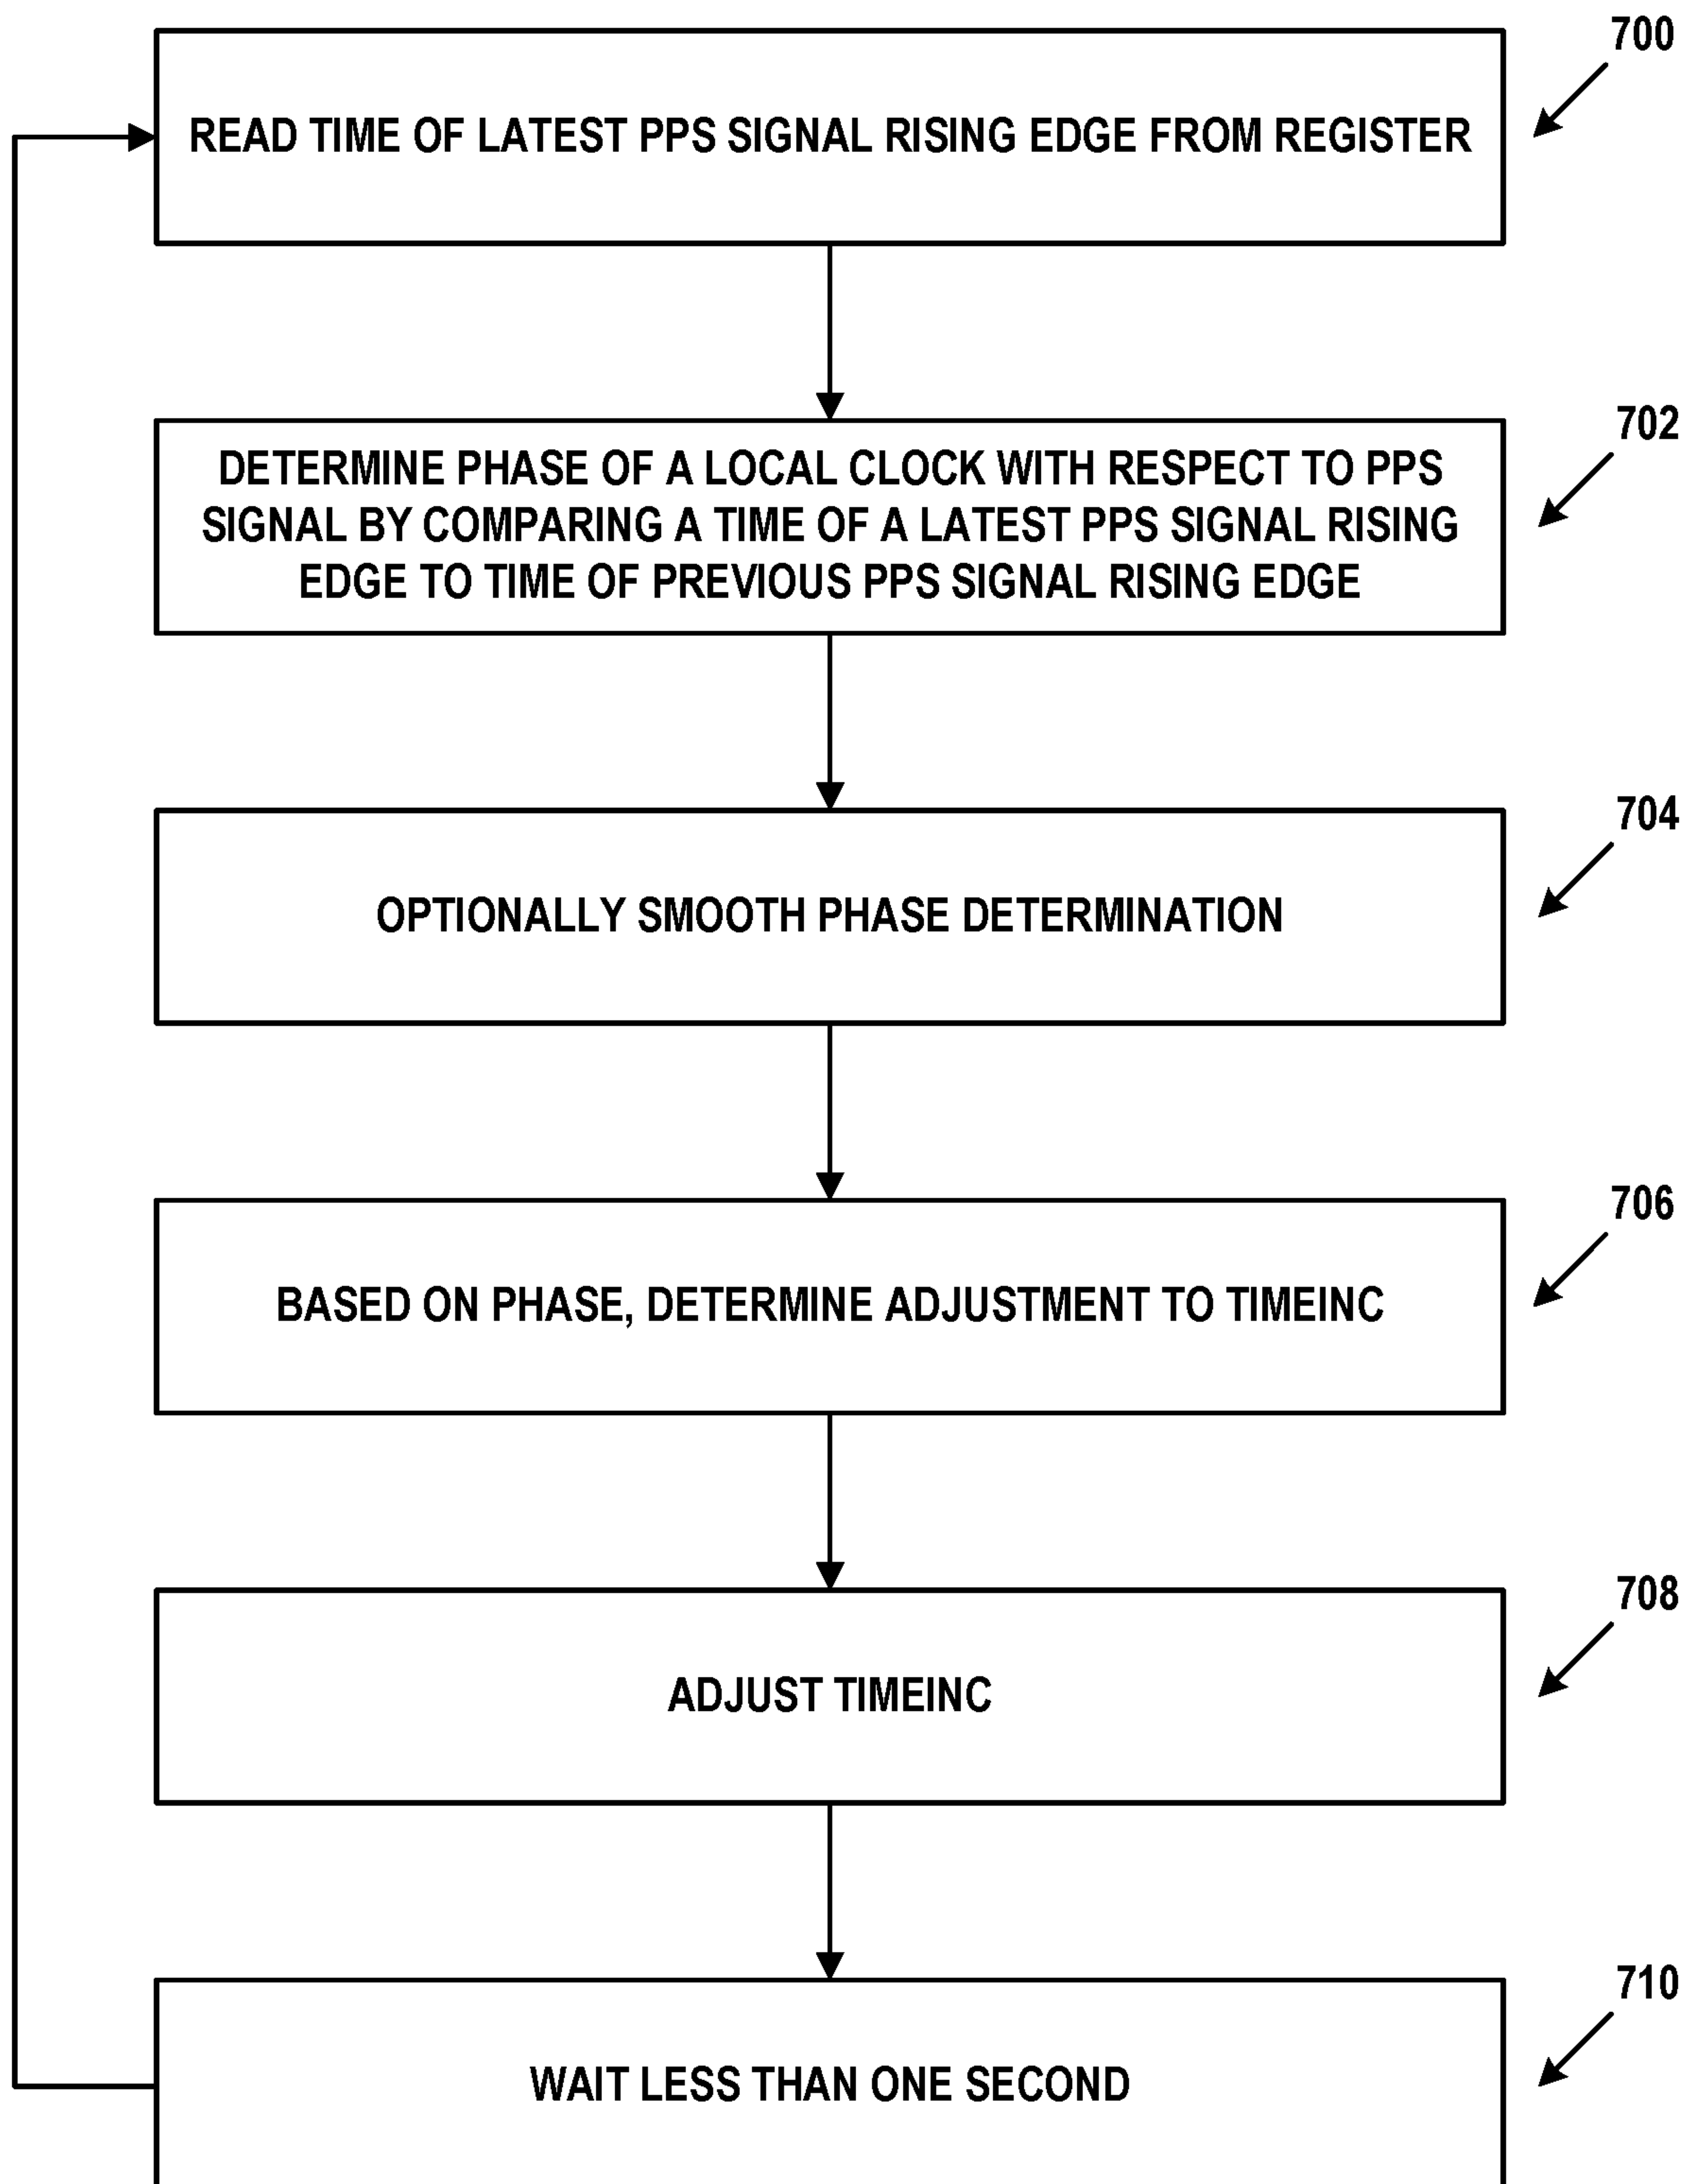 700
READ TIME OF LATEST PPS SIGNAL RISING EDGE FROM REGISTER
702
DETERMINE PHASE OF A LOCAL CLOCK WITH RESPECT TO PPS
SIGNAL BY COMPARING A TIME OF A LATEST PPS SIGNAL RISING
EDGE TO TIME OF PREVIOUS PPS SIGNAL RISING EDGE
704
OPTIONALLY SMOOTH PHASE DETERMINATION
706
BASED ON PHASE, DETERMINE ADJUSTMENT TO TIMEINC
708
ADJUST TIMEINC
710
WAIT LESS THAN ONE SECOND